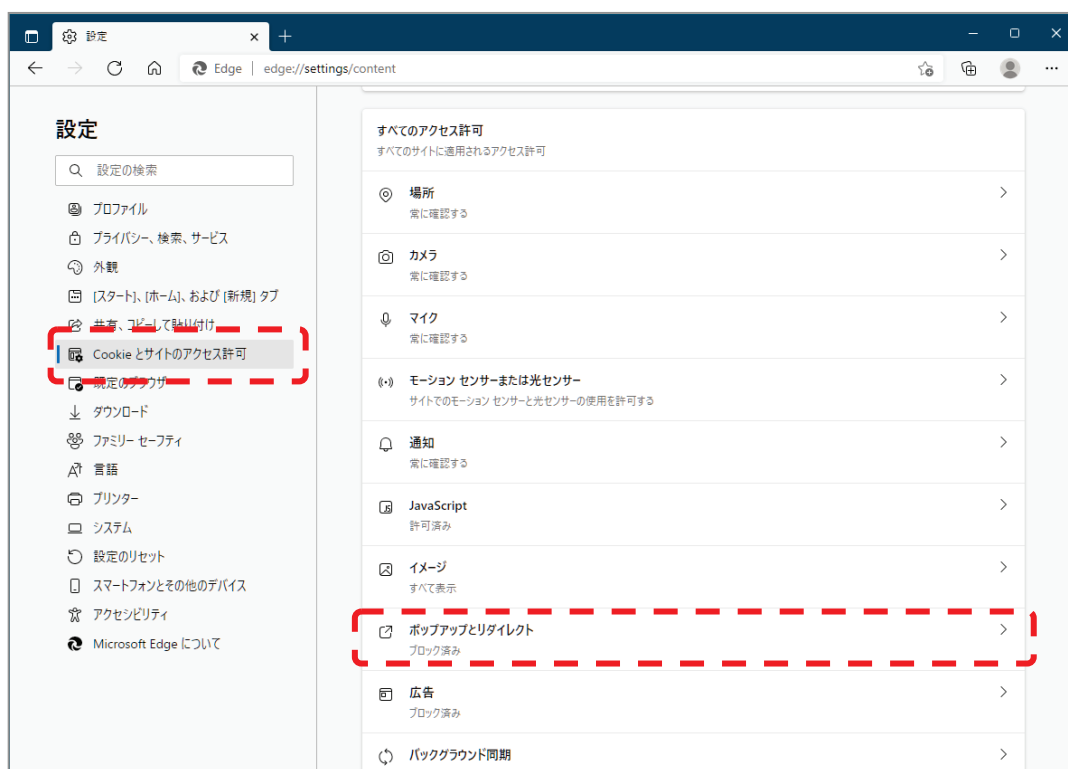 設定
Edge | edge://settings/content
設定
設定の検索
プロファイル
プライバシー、検索、サービス
外観
[スタート]、[ホーム]、および [新規] タブ
共有、コピーして貼り付け
Cookie とサイトのアクセス許可
既定のブラウザー
ダウンロード
ファミリー セーフティ
言語
プリンター
システム
設定のリセット
スマートフォンとその他のデバイス
アクセシビリティ
Microsoft Edge について
すべてのアクセス許可
すべてのサイトに適用されるアクセス許可
場所
常に確認する
カメラ
常に確認する
マイク
常に確認する
モーション センサーまたは光センサー
サイトでのモーション センサーと光センサーの使用を許可する
通知
常に確認する
JavaScript
許可済み
イメージ
すべて表示
ポップアップとリダイレクト
ブロック済み
広告
ブロック済み
バックグラウンド同期